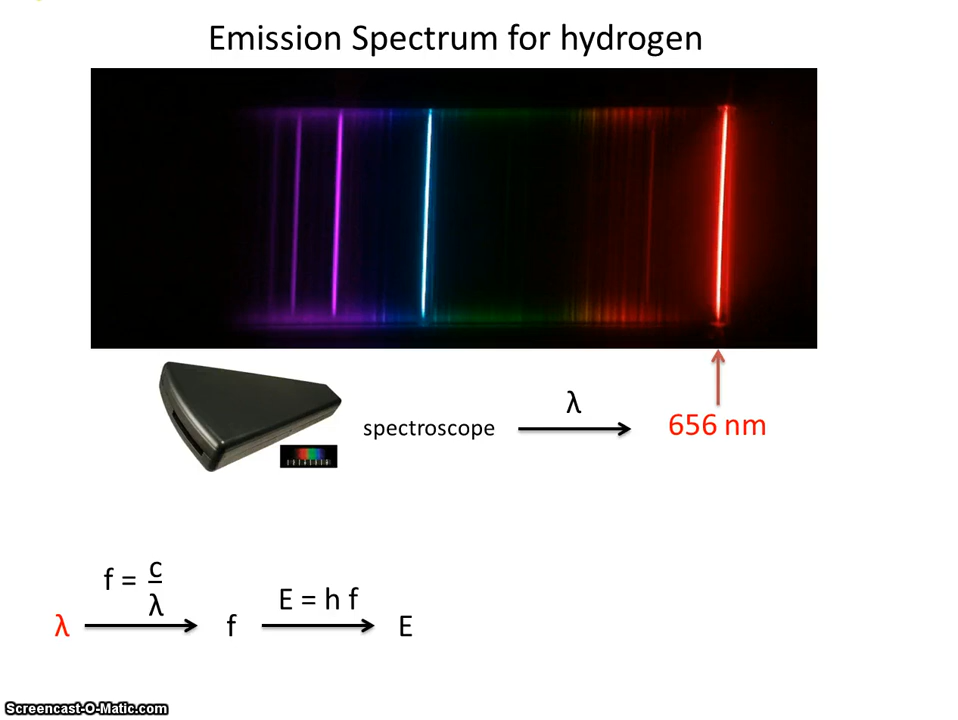 Emission Spectrum for hydrogen
λ
spectroscope
656 nm
f = c
λ
E = h f
λ
f
E
Screencast-O-Matic.com